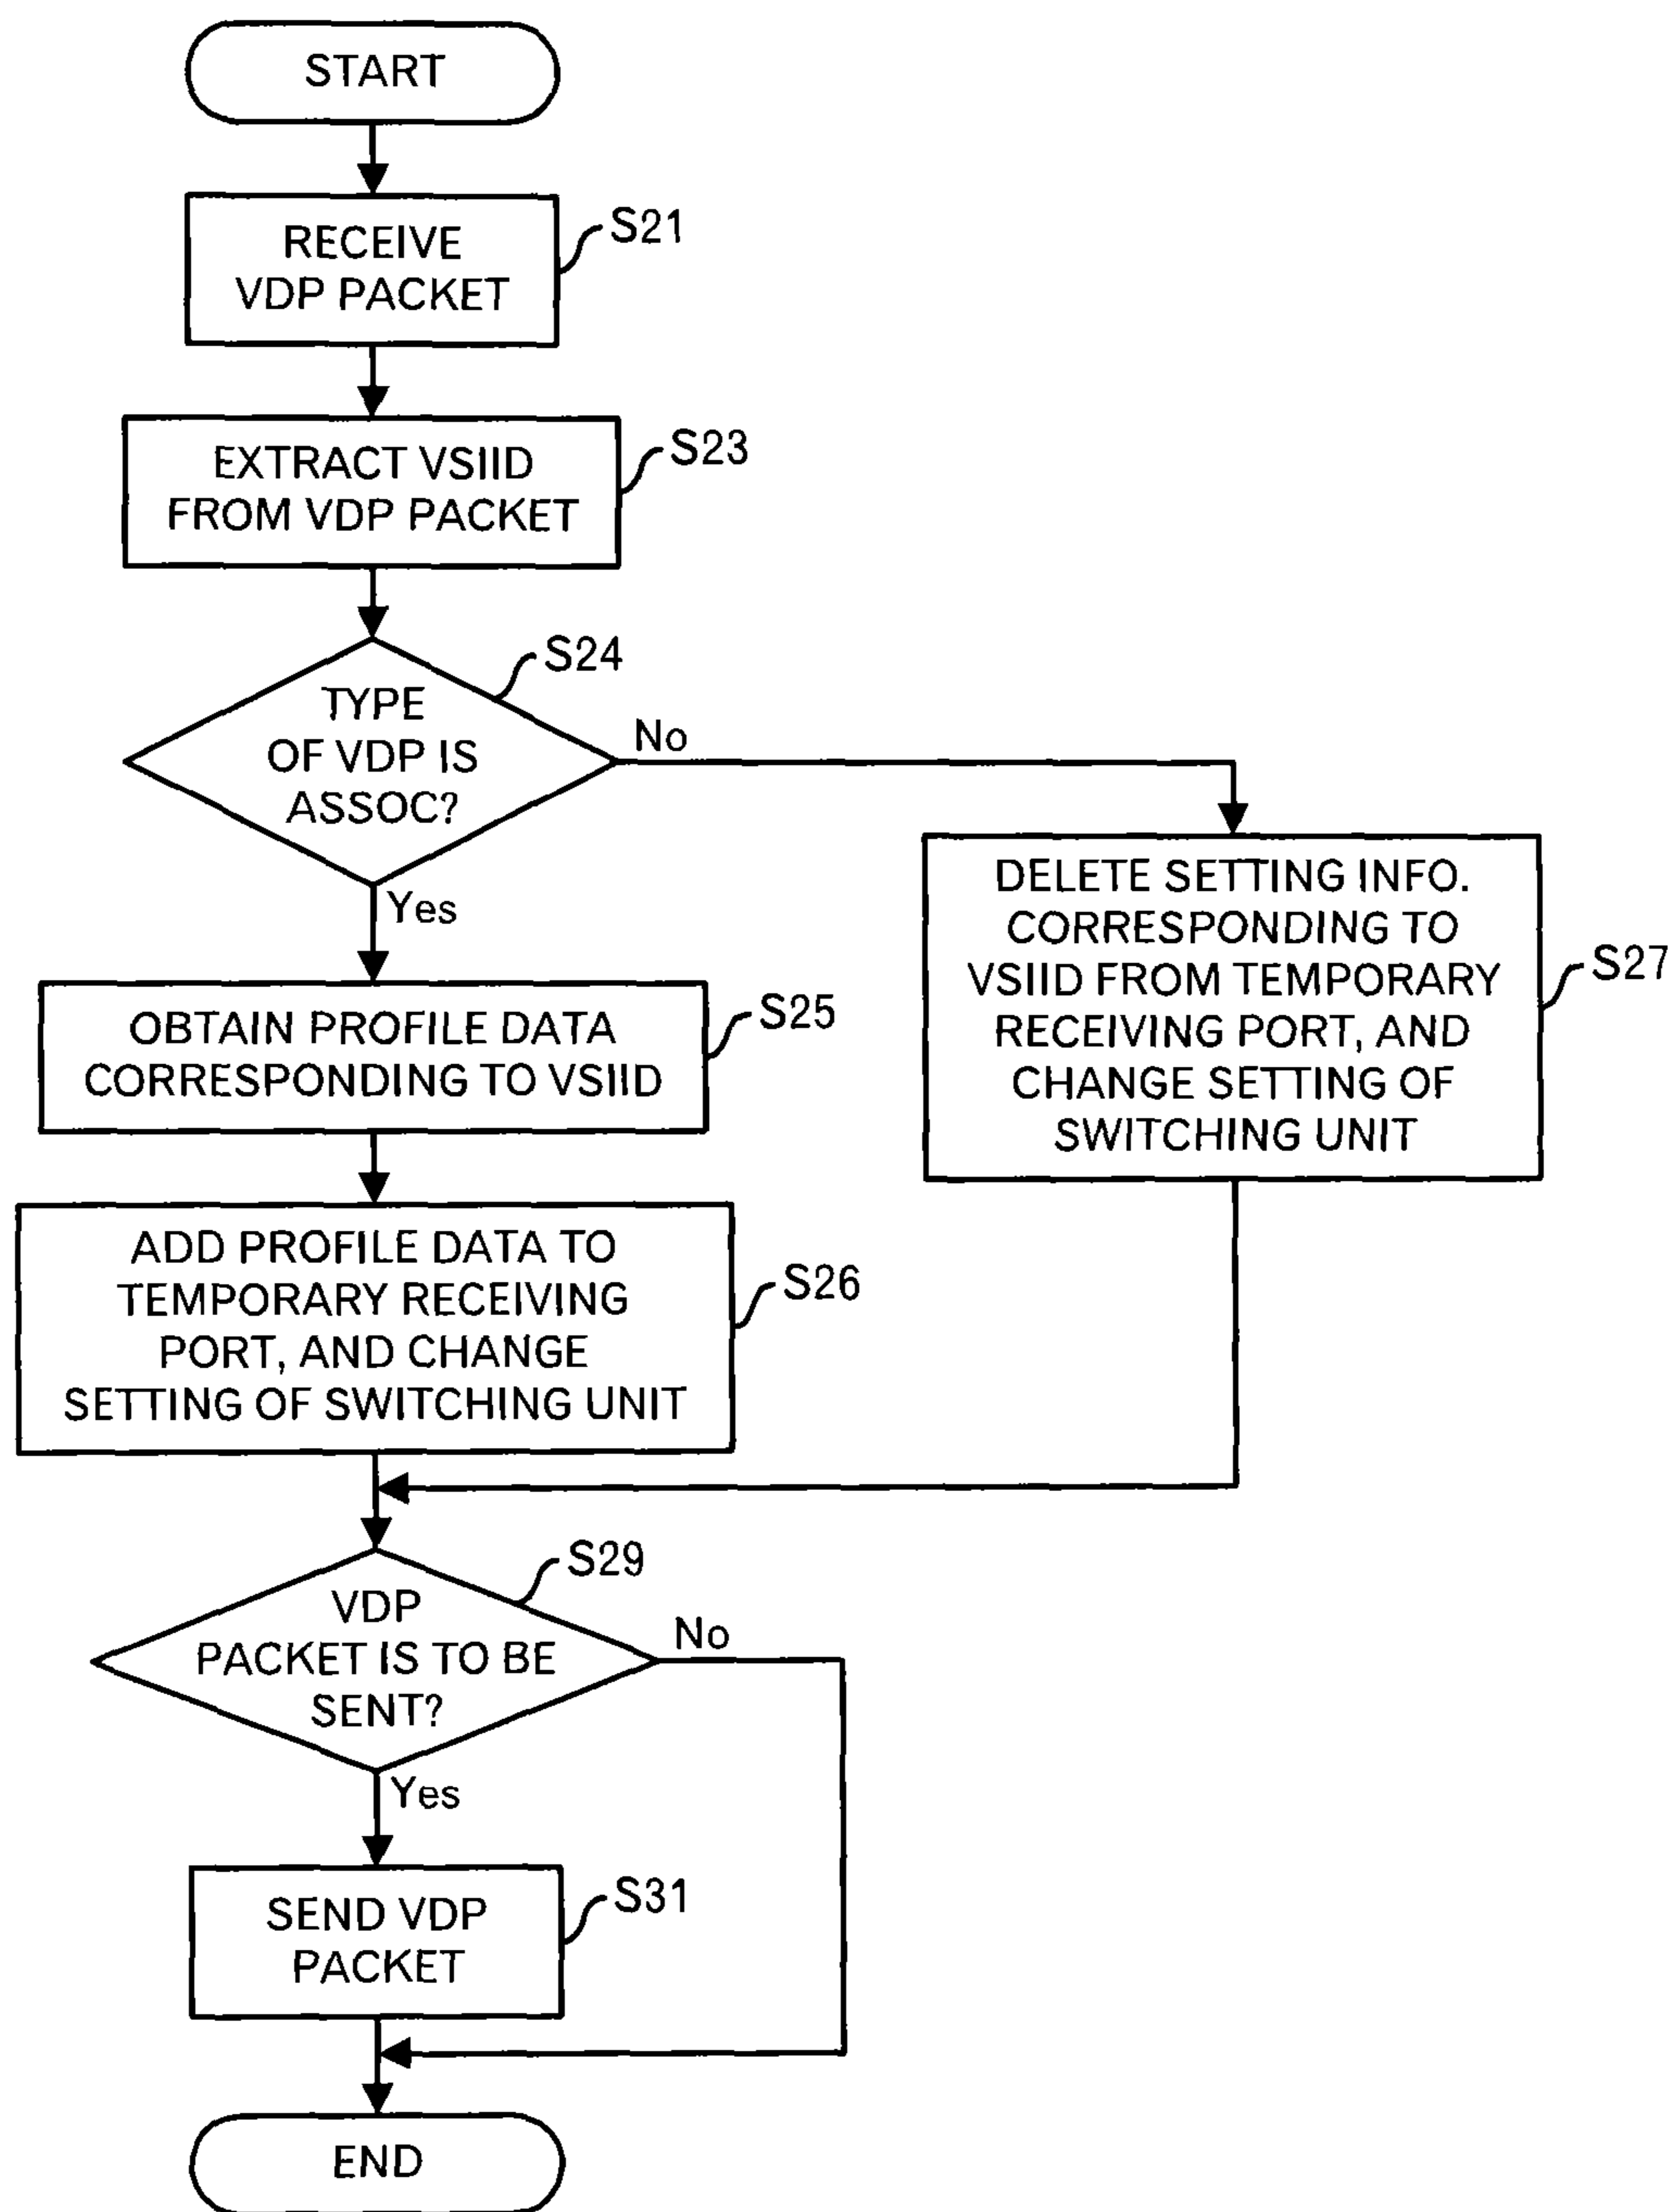 START
RECEIVE
VDP PACKET
S21
EXTRACT VSIID
FROM VDP PACKET
S23
TYPE
OF VDP IS
ASSOC?
S24
No
Yes
OBTAIN PROFILE DATA
CORRESPONDING TO VSIID
S25
DELETE SETTING INFO.
CORRESPONDING TO
VSIID FROM TEMPORARY
RECEIVING PORT, AND
CHANGE SETTING OF
SWITCHING UNIT
S27
ADD PROFILE DATA TO
TEMPORARY RECEIVING
PORT, AND CHANGE
SETTING OF SWITCHING UNIT
S26
VDP
PACKET IS TO BE
SENT?
S29
No
Yes
SEND VDP
PACKET
S31
END